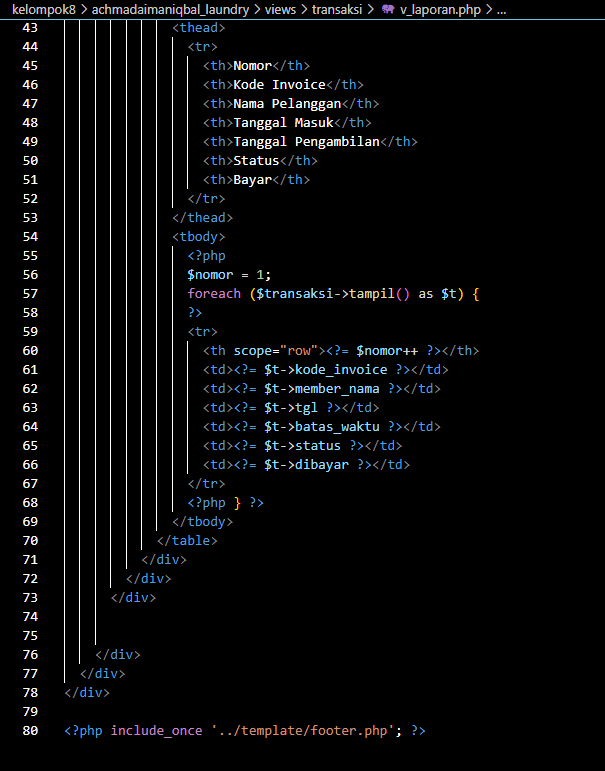 kelompok8 > achmadaimaniqbal_laundry > views > transaksi > v_laporan.php > ...
43 <thead>
44 <tr>
45 <th>Nomor</th>
46 <th>Kode Invoice</th>
47 <th>Nama Pelanggan</th>
48 <th>Tanggal Masuk</th>
49 <th>Tanggal Pengambilan</th>
50 <th>Status</th>
51 <th>Bayar</th>
52 </tr>
53 </thead>
54 <tbody>
55 <?php
56 $nomor = 1;
57 foreach ($transaksi->tampil() as $t) {
58 ?>
59 <tr>
60 <th scope="row"><?= $nomor++ ?></th>
61 <td><?= $t->kode_invoice ?></td>
62 <td><?= $t->member_nama ?></td>
63 <td><?= $t->tgl ?></td>
64 <td><?= $t->batas_waktu ?></td>
65 <td><?= $t->status ?></td>
66 <td><?= $t->dibayar ?></td>
67 </tr>
68 <?php } ?>
69 </tbody>
70 </table>
71 </div>
72 </div>
73 </div>
74
75
76 </div>
77 </div>
78 </div>
79
80 <?php include_once '../template/footer.php'; ?>